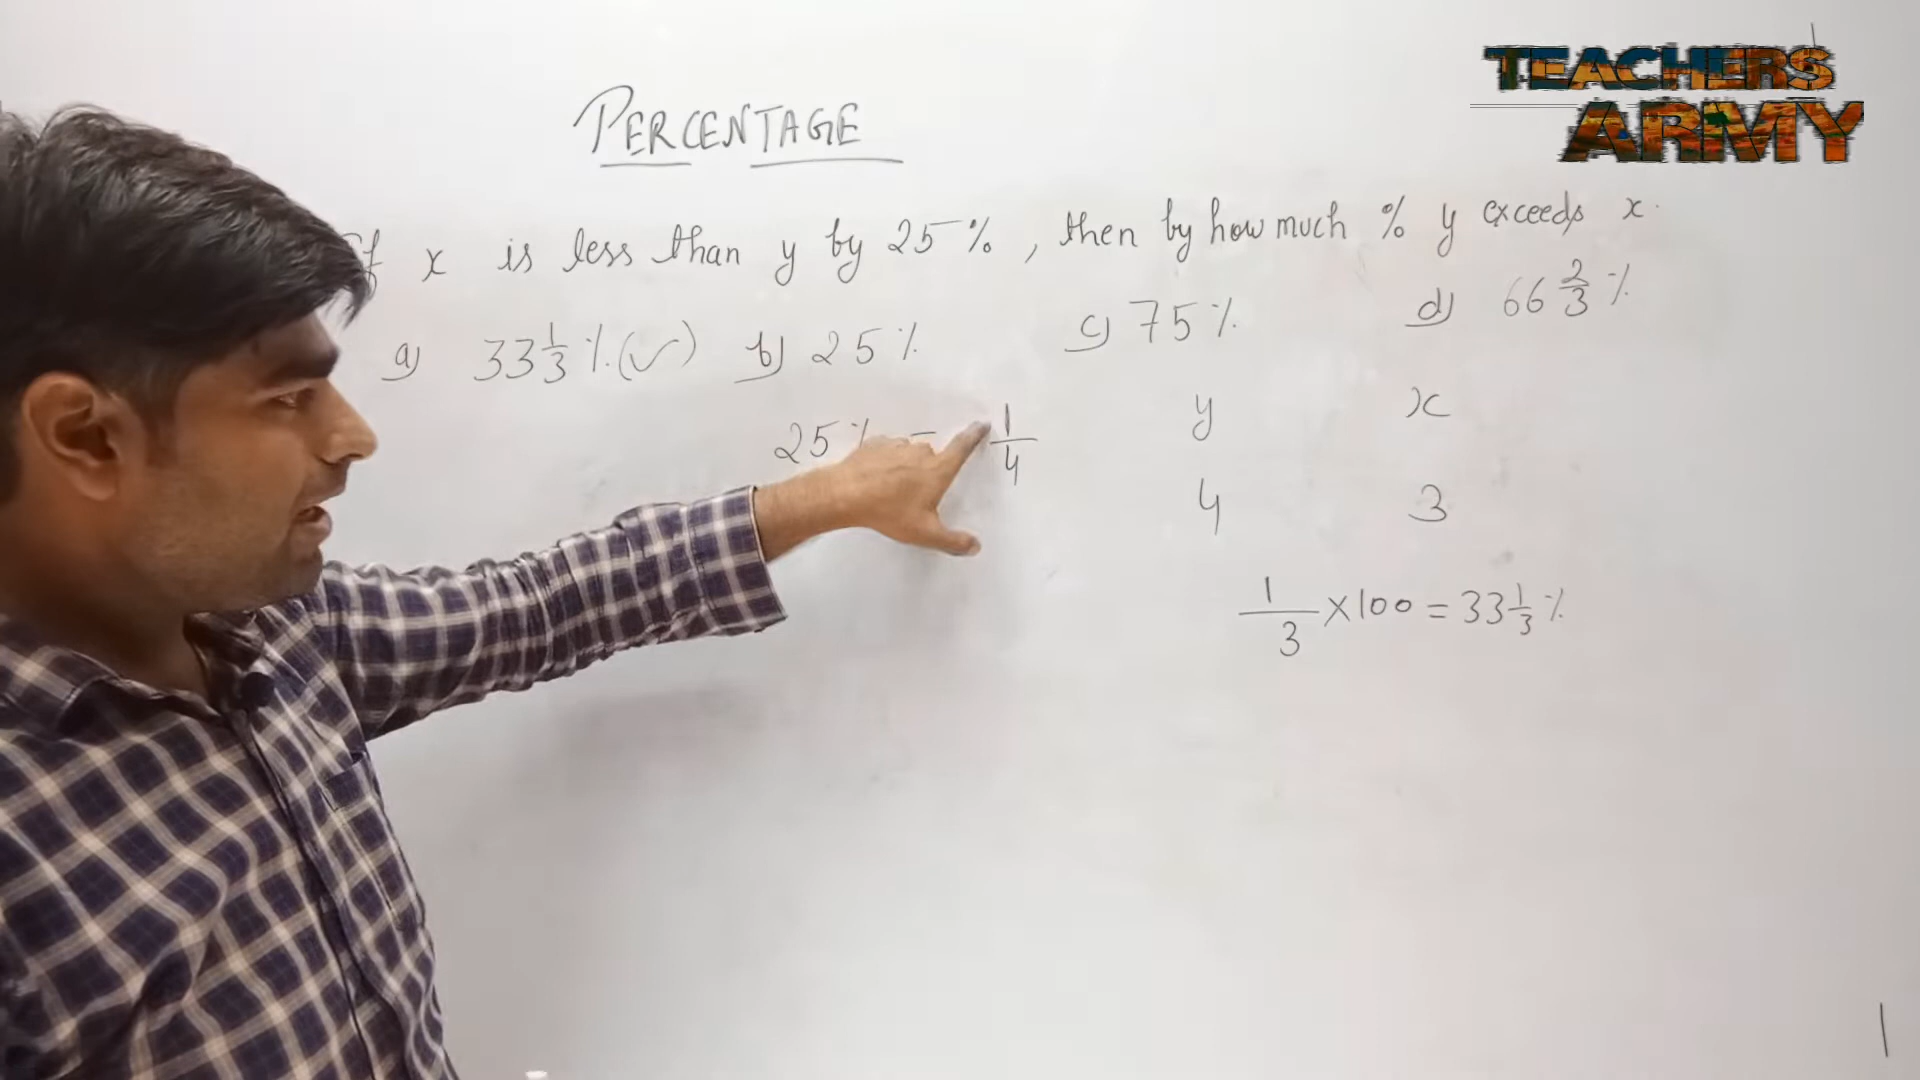 TEACHERS
ARMY
PERCENTAGE
If x is less than y by 25%, then by how much % y exceeds x.
a) 33 1/3 % (✓) b) 25% c) 75% d) 66 2/3 %
25% = 1/4 y x
4 3
1/3 × 100 = 33 1/3 %